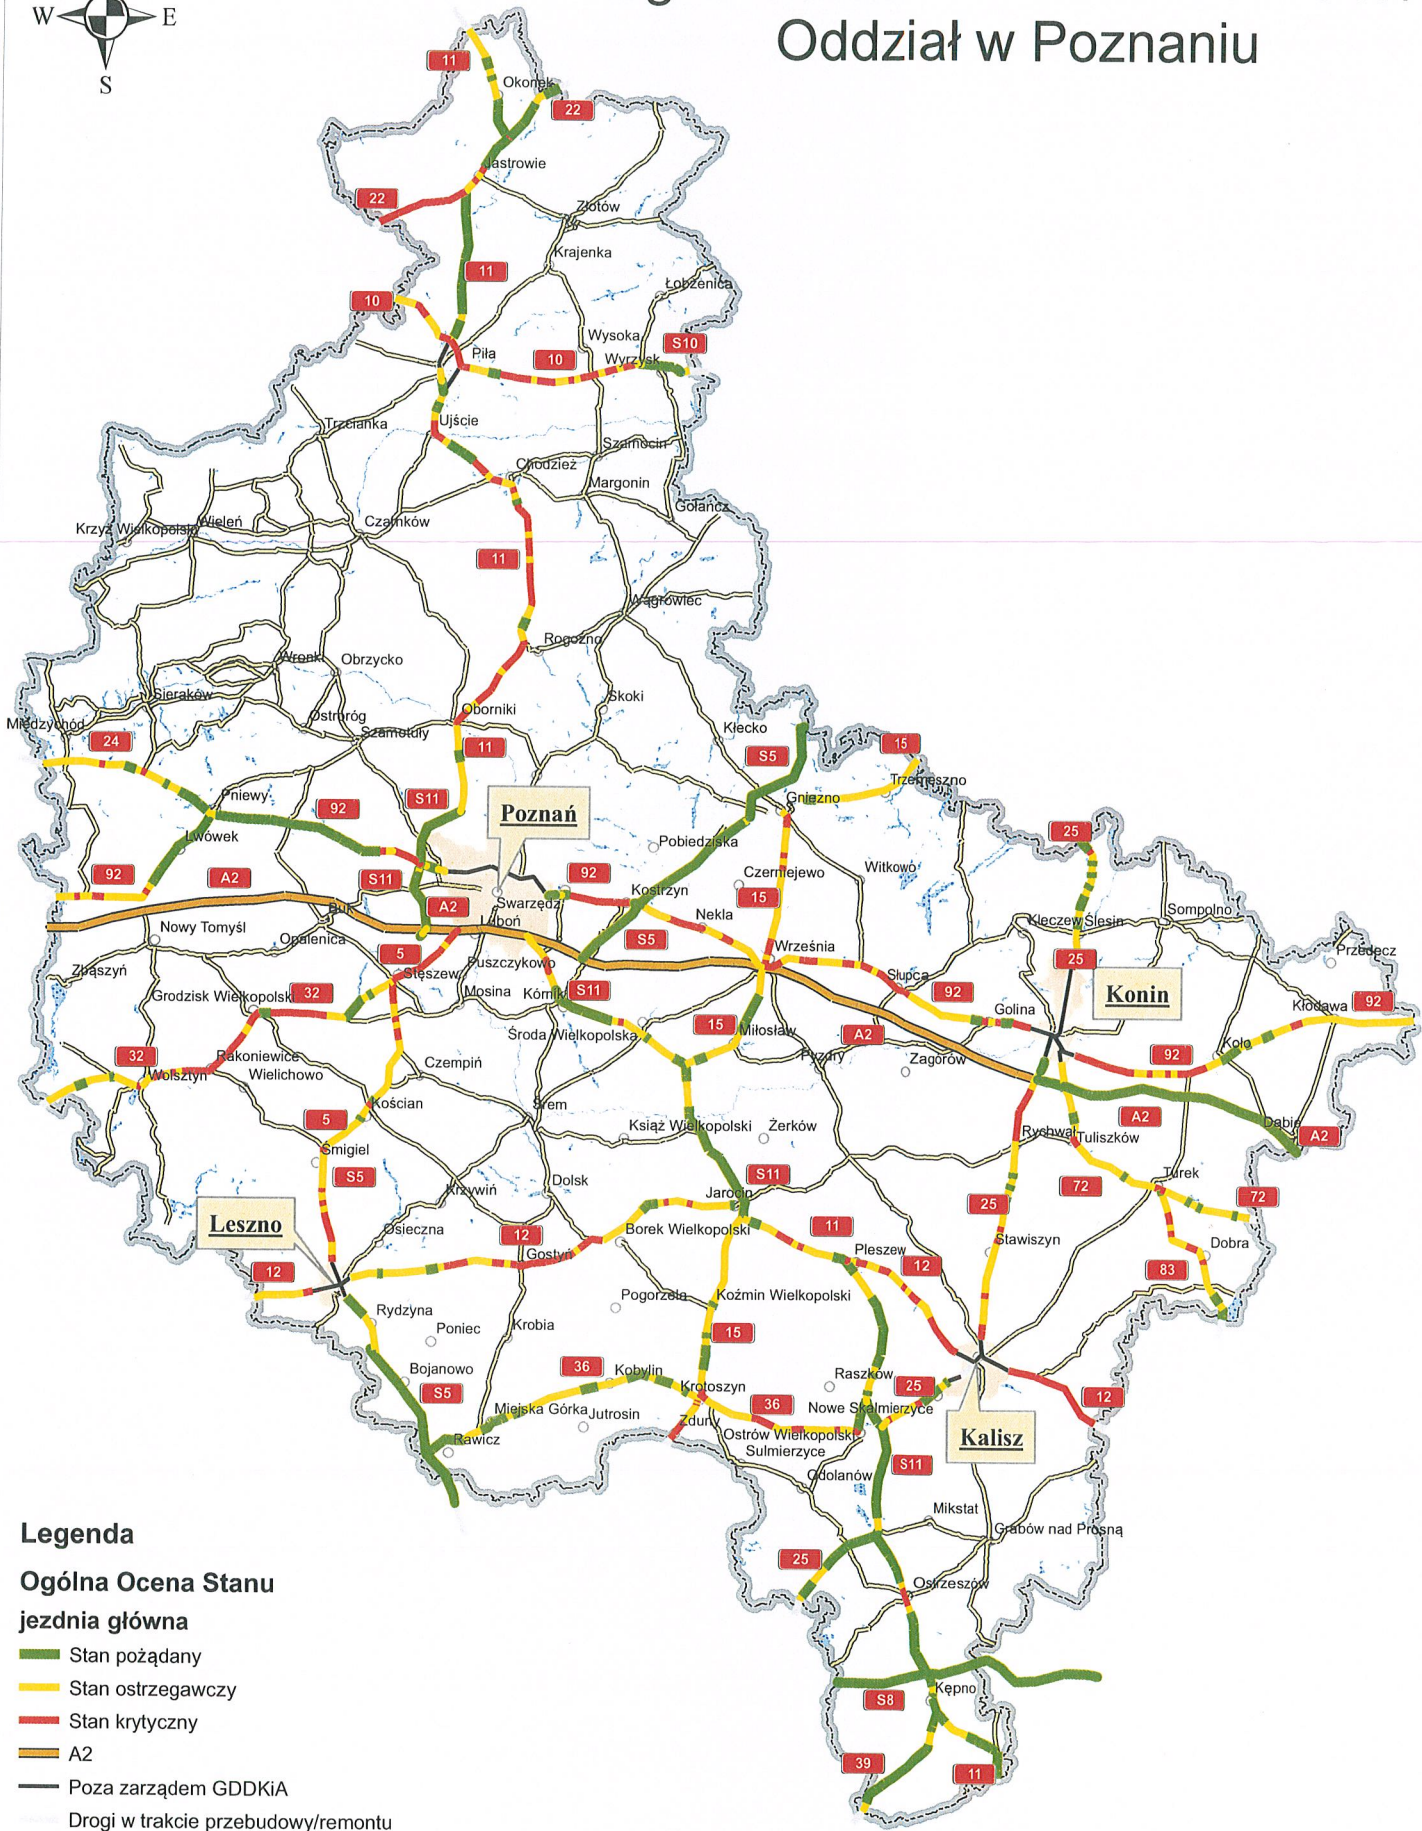 W E
S
Oddział w Poznaniu
11
Okonek
22
Jastrowie
22
Złotów
Krajenka
11
Łobżenica
10
Wysoka
S10
Piła
10
Wyrzysk
Trzcianka
Ujście
Szamocin
Chodzież
Margonin
Gołańcz
Krzyż Wielkopolski
Wieleń
Czarnków
11
Wągrowiec
Rogoźno
Wronki
Obrzycko
Sieraków
Skoki
Międzychód
Ostroróg
Oborniki
Szamotuły
Kłecko
24
11
S5
15
Trzemeszno
Pniewy
92
S11
Poznań
Gniezno
25
Lwówek
Pobiedziska
92
A2
S11
92
Czerniejewo
Witkowo
Kostrzyn
15
A2
Swarzędz
Buk
Luboń
Nekla
Kleczew
Ślesin
Sompolno
Nowy Tomyśl
Opalenica
5
S5
Września
25
Przedecz
Zbąszyń
Stęszew
Puszczykowo
Słupca
Grodzisk Wielkopolski
32
Mosina
Kórnik
S11
92
Golina
Konin
Kłodawa
92
Środa Wielkopolska
15
Miłosław
A2
32
Rakoniewice
Pyzdry
Zagórów
92
Koło
Wolsztyn
Wielichowo
Czempiń
Kościan
Śrem
5
Książ Wielkopolski
Żerków
A2
Dąbie
A2
Śmigiel
Rychwał
Tuliszków
S5
S11
Turek
Krzywiń
Dolsk
Jarocin
72
72
Leszno
25
Osieczna
12
Borek Wielkopolski
11
Stawiszyn
Dobra
Gostyń
Pleszew
12
12
83
Pogorzela
Koźmin Wielkopolski
Rydzyna
Poniec
Krobia
15
Bojanowo
36
Kobylin
Raszków
S5
Krotoszyn
25
12
Miejska Górka
Jutrosin
Zduny
36
Nowe Skalmierzyce
Rawicz
Ostrów Wielkopolski
Kalisz
Sulmierzyce
Odolanów
S11
Mikstat
Grabów nad Prosną
25
Ostrzeszów
S8
Kępno
39
11
Legenda
Ogólna Ocena Stanu
jezdnia główna
Stan pożądany
Stan ostrzegawczy
Stan krytyczny
A2
Poza zarządem GDDKiA
Drogi w trakcie przebudowy/remontu